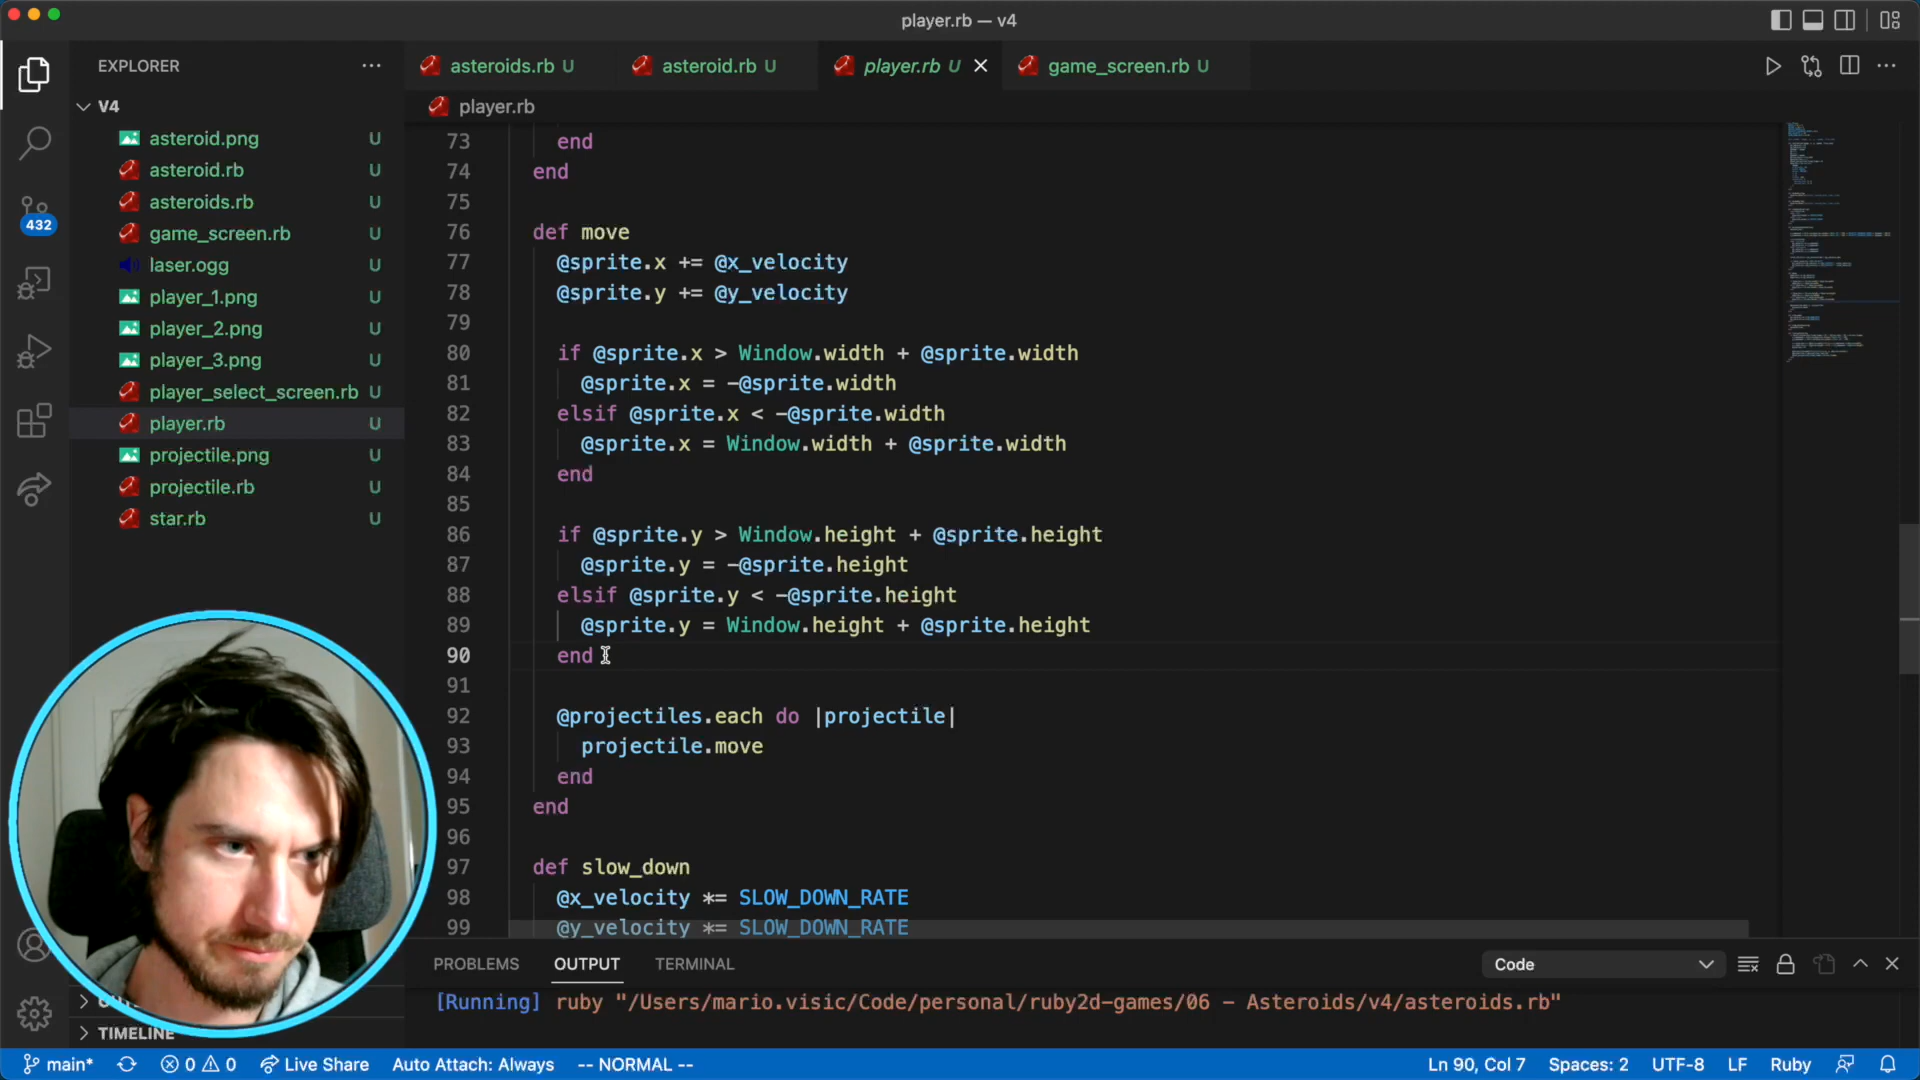 player.rb — v4
EXPLORER
V4
asteroid.png U
asteroid.rb U
asteroids.rb U
game_screen.rb U
laser.ogg U
player_1.png U
player_2.png U
player_3.png U
player_select_screen.rb U
player.rb U
projectile.png U
projectile.rb U
star.rb U
432
TIMELINE
asteroids.rb U
asteroid.rb U
player.rb U
game_screen.rb U
player.rb
73 end
74 end
75
76 def move
77 @sprite.x += @x_velocity
78 @sprite.y += @y_velocity
79
80 if @sprite.x > Window.width + @sprite.width
81 @sprite.x = -@sprite.width
82 elsif @sprite.x < -@sprite.width
83 @sprite.x = Window.width + @sprite.width
84 end
85
86 if @sprite.y > Window.height + @sprite.height
87 @sprite.y = -@sprite.height
88 elsif @sprite.y < -@sprite.height
89 @sprite.y = Window.height + @sprite.height
90 end
91
92 @projectiles.each do |projectile|
93 projectile.move
94 end
95 end
96
97 def slow_down
98 @x_velocity *= SLOW_DOWN_RATE
99 @y_velocity *= SLOW_DOWN_RATE
PROBLEMS OUTPUT TERMINAL Code
[Running] ruby "/Users/mario.visic/Code/personal/ruby2d-games/06 - Asteroids/v4/asteroids.rb"
main* 0 0 Live Share Auto Attach: Always -- NORMAL -- Ln 90, Col 7 Spaces: 2 UTF-8 LF Ruby